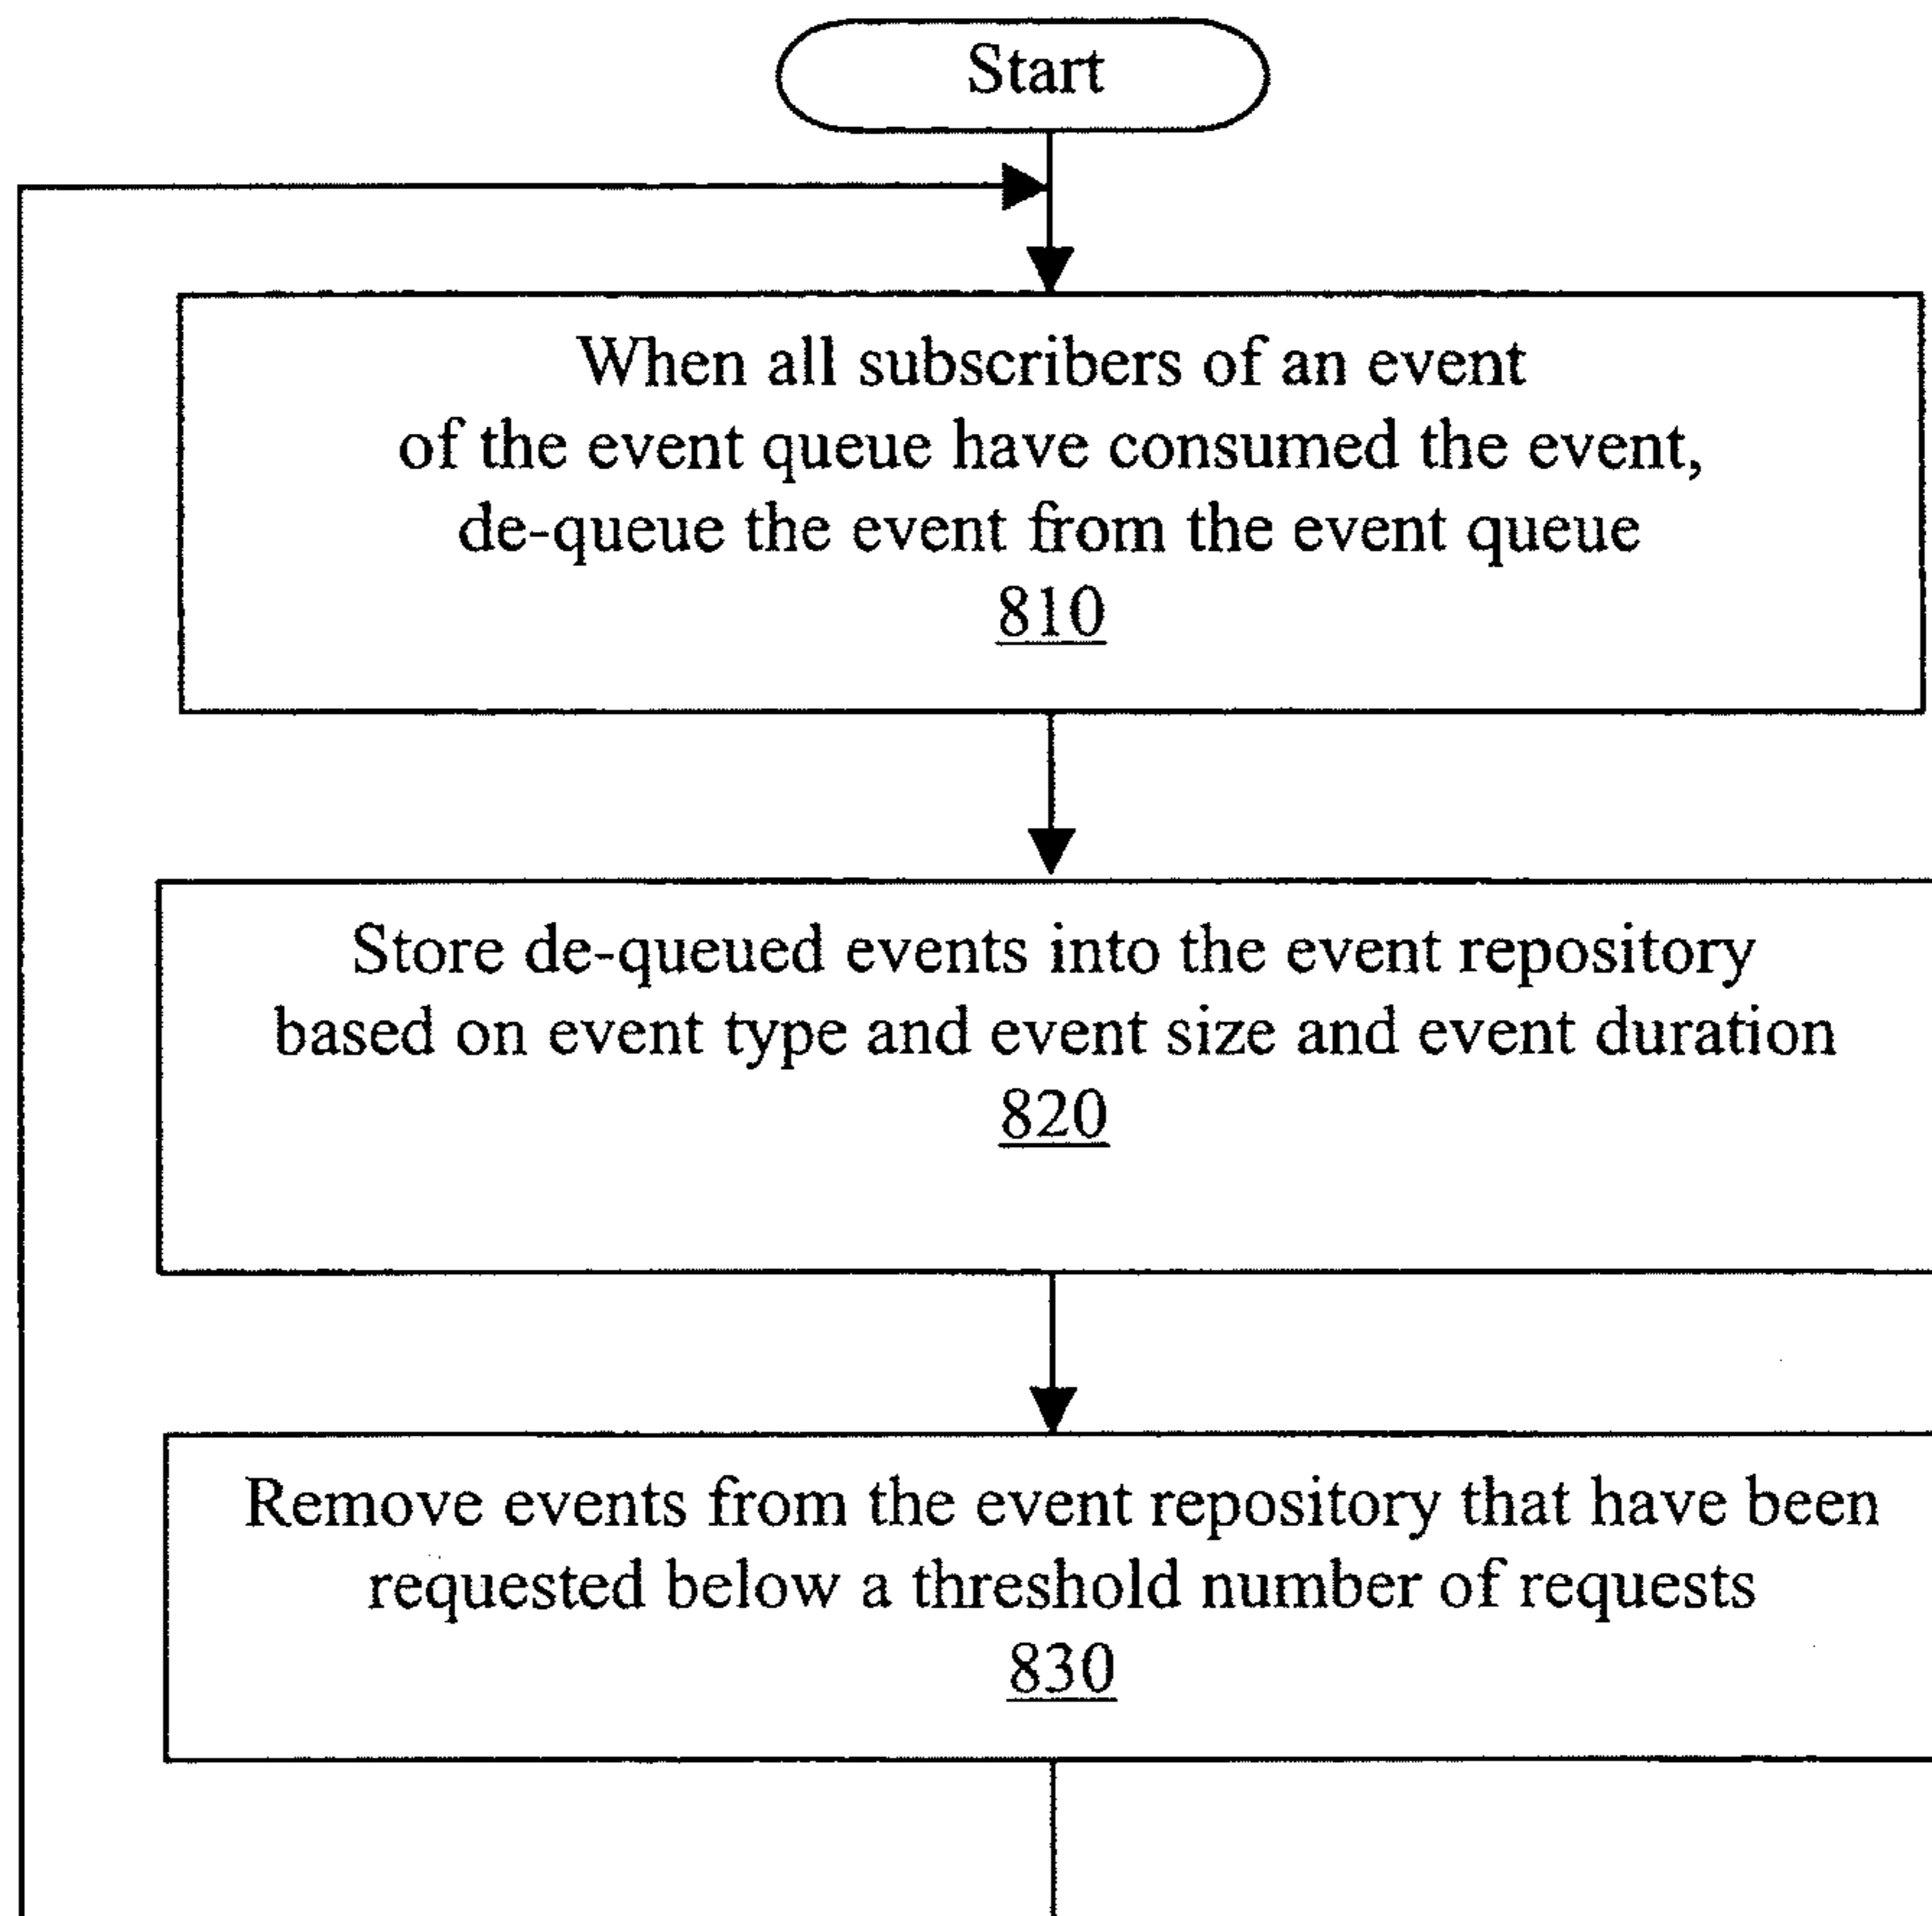 Start
When all subscribers of an event
of the event queue have consumed the event,
de-queue the event from the event queue
810
Store de-queued events into the event repository
based on event type and event size and event duration
820
Remove events from the event repository that have been
requested below a threshold number of requests
830